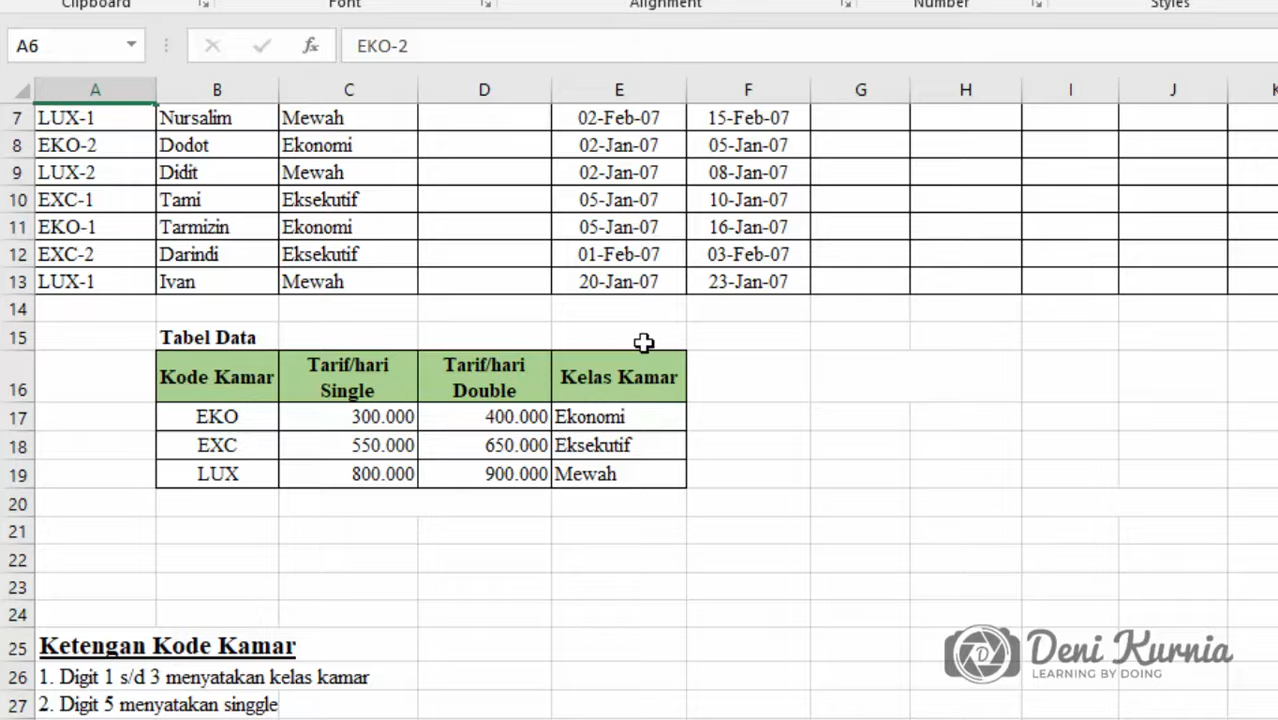 Clipboard Font Alignment Number Styles
A6 fx EKO-2
A B C D E F G H I J
7 LUX-1 Nursalim Mewah 02-Feb-07 15-Feb-07
8 EKO-2 Dodot Ekonomi 02-Jan-07 05-Jan-07
9 LUX-2 Didit Mewah 02-Jan-07 08-Jan-07
10 EXC-1 Tami Eksekutif 05-Jan-07 10-Jan-07
11 EKO-1 Tarmizin Ekonomi 05-Jan-07 16-Jan-07
12 EXC-2 Darindi Eksekutif 01-Feb-07 03-Feb-07
13 LUX-1 Ivan Mewah 20-Jan-07 23-Jan-07
14
15 Tabel Data
16 Kode Kamar Tarif/hari Single Tarif/hari Double Kelas Kamar
17 EKO 300.000 400.000 Ekonomi
18 EXC 550.000 650.000 Eksekutif
19 LUX 800.000 900.000 Mewah
20
21
22
23
24
25 Ketengan Kode Kamar
26 1. Digit 1 s/d 3 menyatakan kelas kamar
27 2. Digit 5 menyatakan singgle
D Deni Kurnia
LEARNING BY DOING